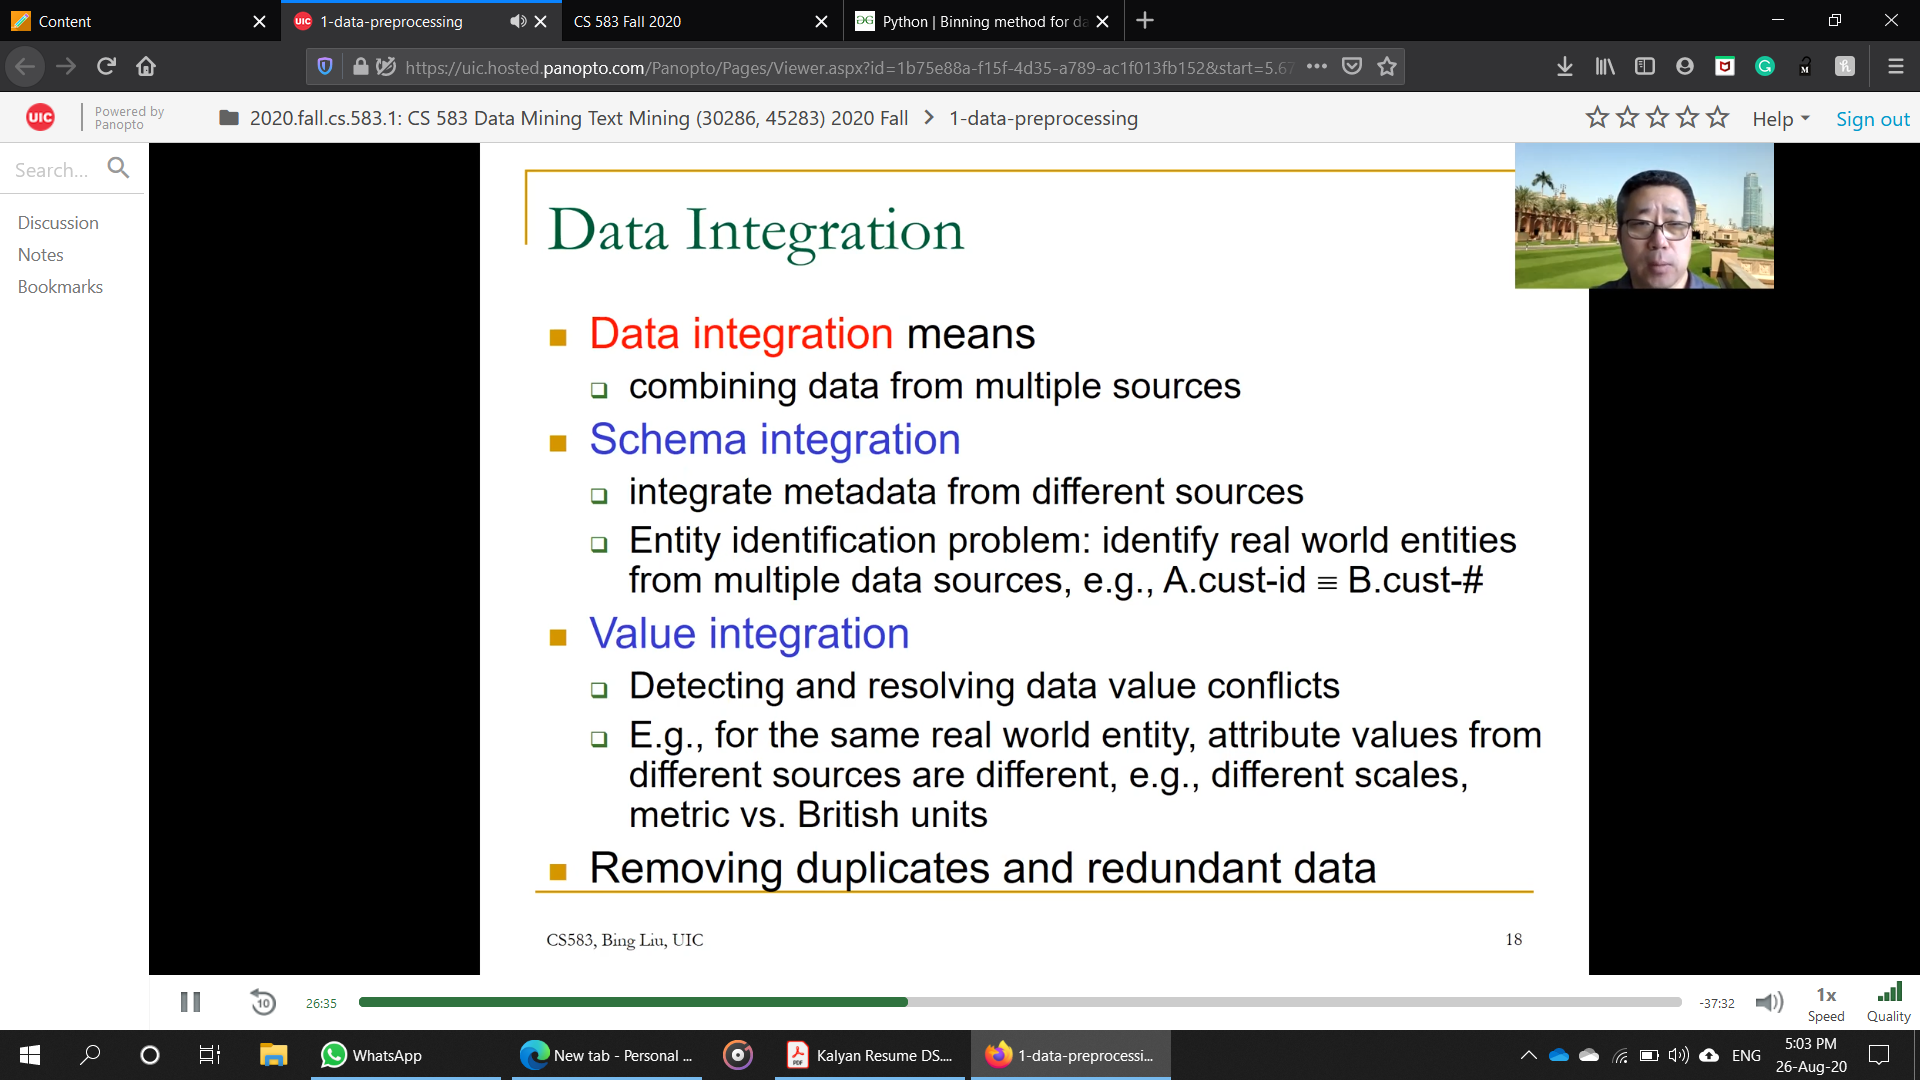 Content
UIC 1-data-preprocessing
CS 583 Fall 2020
Python | Binning method for da
https://uic.hosted.panopto.com/Panopto/Pages/Viewer.aspx?id=1b75e88a-f15f-4d35-a789-ac1f013fb152&start=5.67
UIC
Powered by
Panopto
2020.fall.cs.583.1: CS 583 Data Mining Text Mining (30286, 45283) 2020 Fall > 1-data-preprocessing
Help
Sign out
Search...
Discussion
Notes
Bookmarks
Data Integration
Data integration means
combining data from multiple sources
Schema integration
integrate metadata from different sources
Entity identification problem: identify real world entities
from multiple data sources, e.g., A.cust-id ≡ B.cust-#
Value integration
Detecting and resolving data value conflicts
E.g., for the same real world entity, attribute values from
different sources are different, e.g., different scales,
metric vs. British units
Removing duplicates and redundant data
CS583, Bing Liu, UIC
18
10
26:35
-37:32
1x
Speed
Quality
WhatsApp
New tab - Personal ...
Kalyan Resume DS....
1-data-preprocessi...
ENG
5:03 PM
26-Aug-20